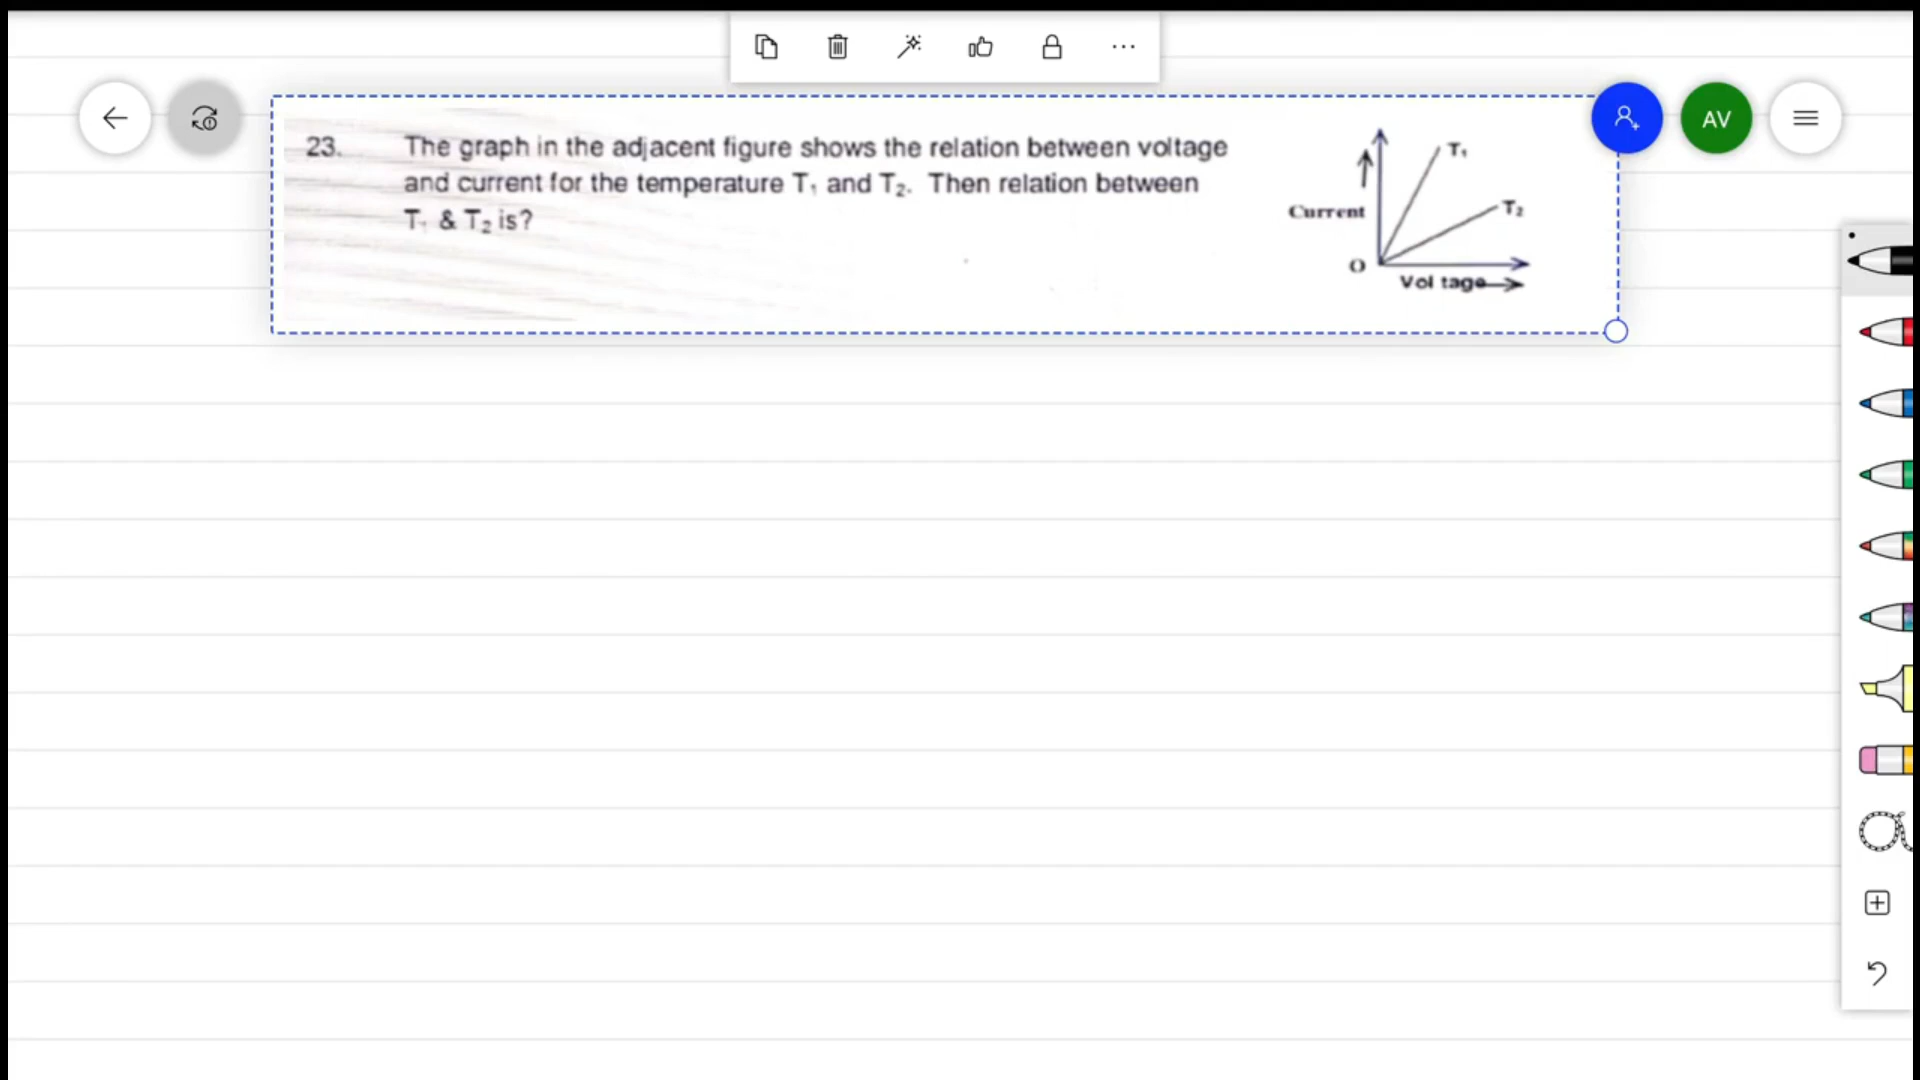 AV
23. The graph in the adjacent figure shows the relation between voltage
and current for the temperature T₁ and T₂. Then relation between
T₁ & T₂ is?
T₁
T₂
Current
O
Vol tage